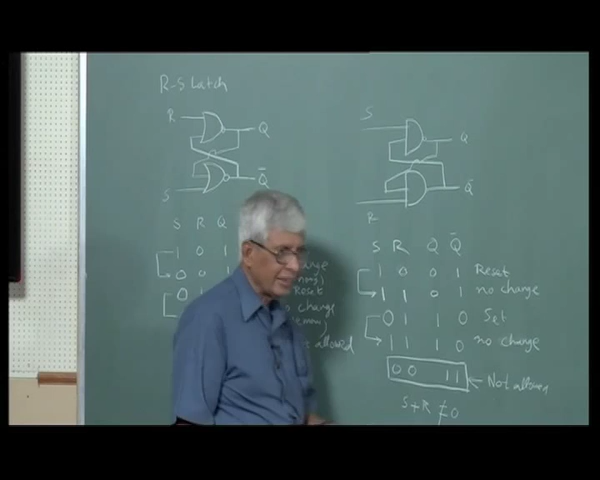 R-S Latch
R Q
S Q̄
S R Q
1 0 1
0 0 1
0 1 Reset
no change
allowed
S Q
R Q̄
S R Q Q̄
1 0 0 1 Reset
1 1 0 1 no change
0 1 1 0 Set
1 1 1 0 no change
0 0 1 1 Not allowed
S+R ≠ 0